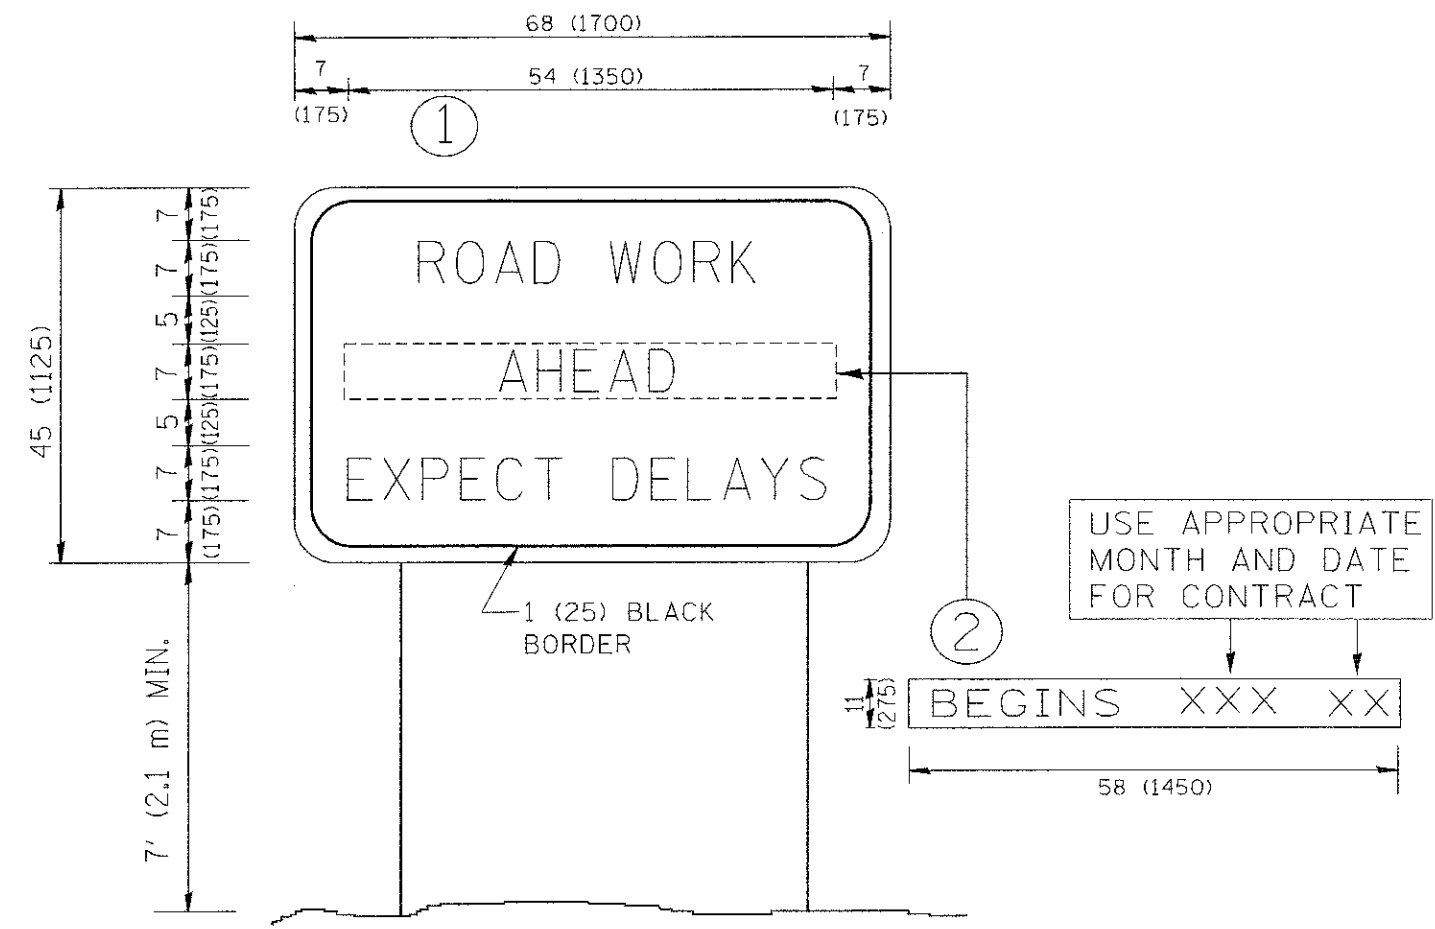 68 (1700)
7
54 (1350)
7
(175)
(175)
1
45 (1125)
7 (175)
7 (175)
5 (125)
7 (175)
5 (125)
7 (175)
7 (175)
ROAD WORK
AHEAD
EXPECT DELAYS
1 (25) BLACK
BORDER
7' (2.1 m) MIN.
USE APPROPRIATE
MONTH AND DATE
FOR CONTRACT
2
11
(275)
BEGINS XXX XX
58 (1450)